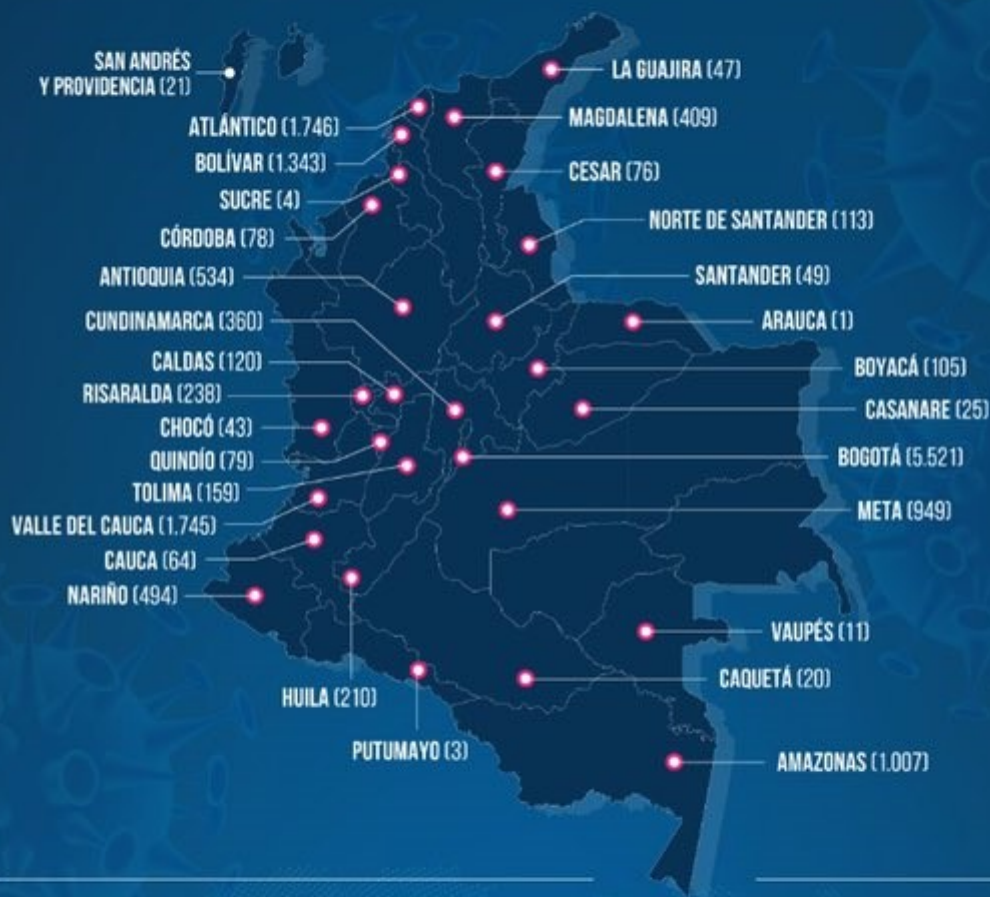 SAN ANDRÉS
Y PROVIDENCIA (21)
ATLÁNTICO (1.746)
BOLÍVAR (1.343)
SUCRE (4)
CÓRDOBA (78)
ANTIOQUIA (534)
CUNDINAMARCA (360)
CALDAS (120)
RISARALDA (238)
CHOCÓ (43)
QUINDÍO (79)
TOLIMA (159)
VALLE DEL CAUCA (1.745)
CAUCA (64)
NARIÑO (494)
HUILA (210)
PUTUMAYO (3)
LA GUAJIRA (47)
MAGDALENA (409)
CESAR (76)
NORTE DE SANTANDER (113)
SANTANDER (49)
ARAUCA (1)
BOYACÁ (105)
CASANARE (25)
BOGOTÁ (5.521)
META (949)
VAUPÉS (11)
CAQUETÁ (20)
AMAZONAS (1.007)